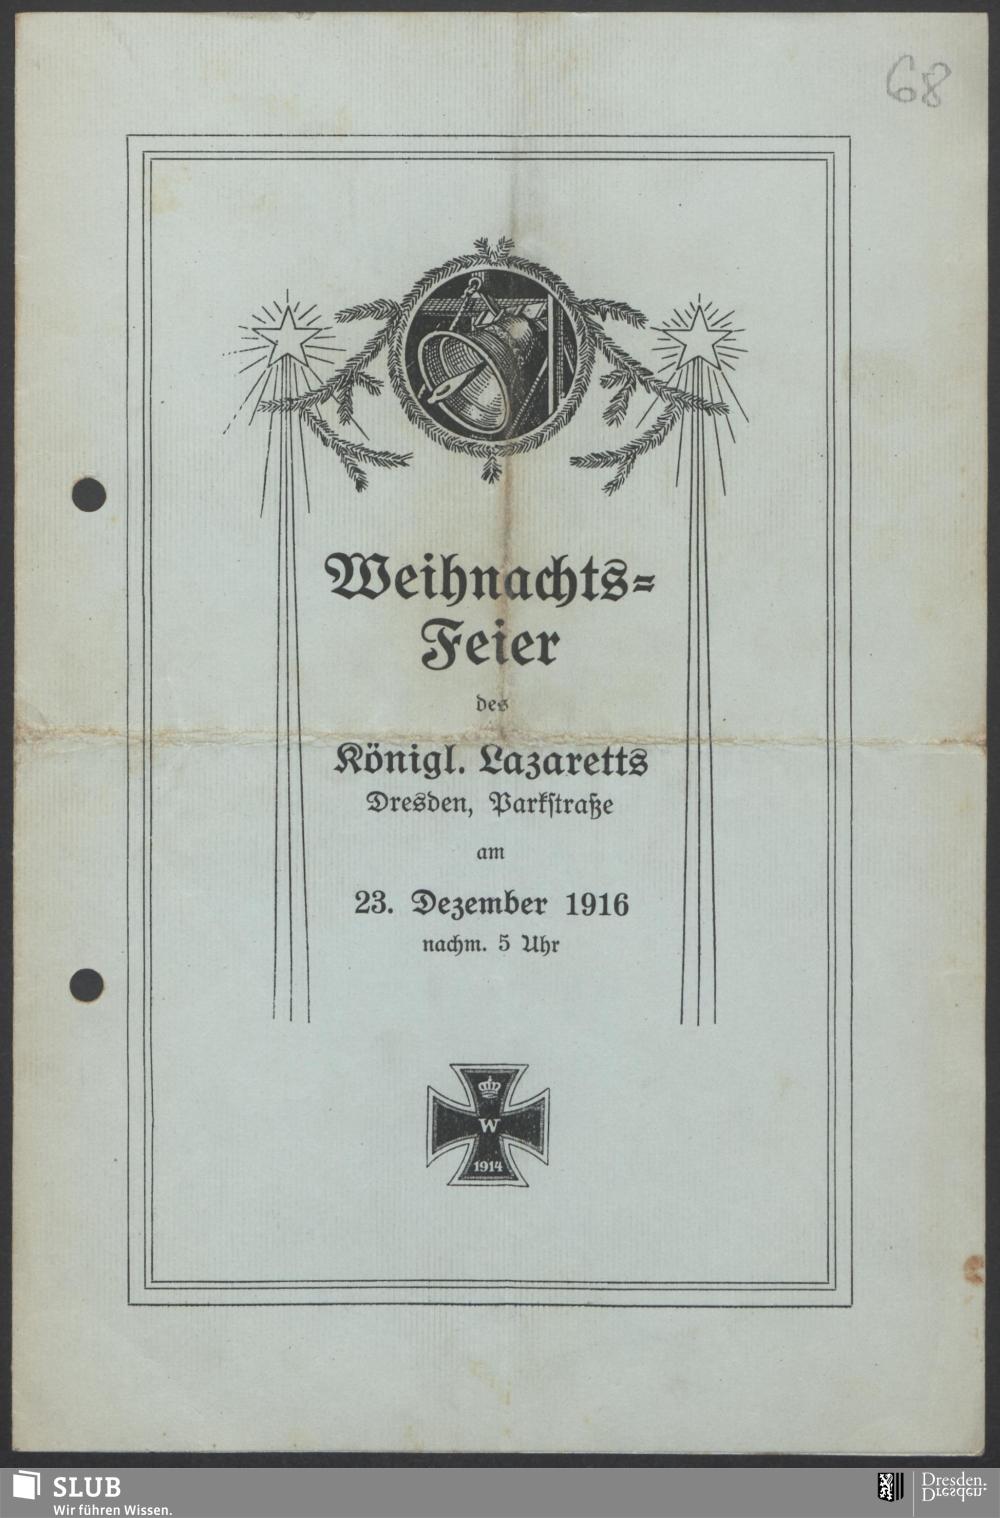 68
Weihnachts=
Feier
des
Königl. Lazaretts
Dresden, Parkstraße
am
23. Dezember 1916
nachm. 5 Uhr
W
1914
SLUB
Wir führen Wissen.
Dresden.
Dresden.